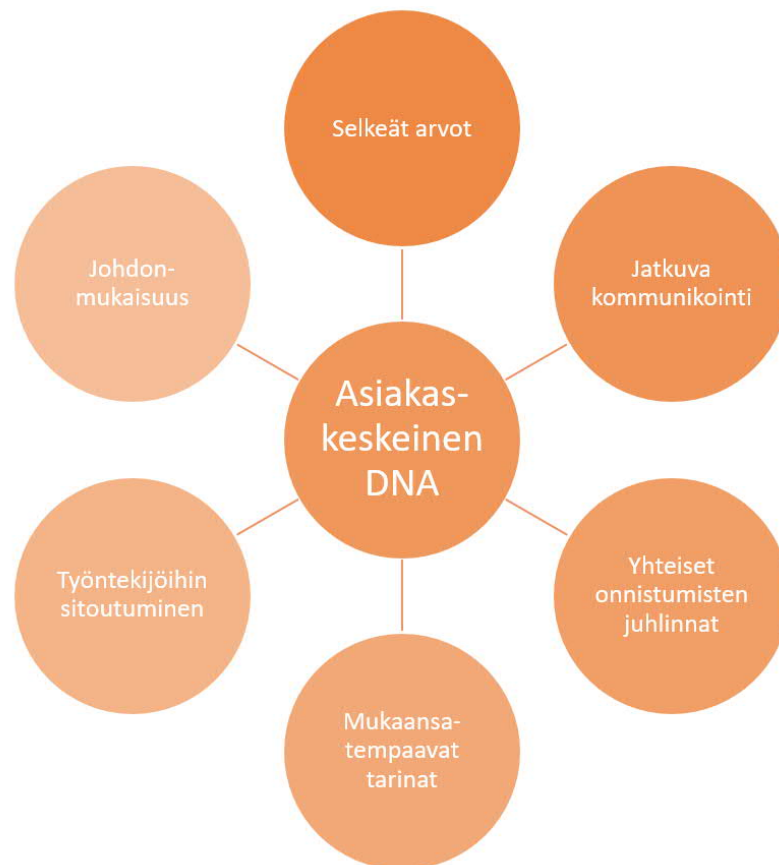 Selkeät arvot
Jatkuva
kommunikointi
Yhteiset
onnistumisten
juhlinnat
Mukaansa-
tempaavat
tarinat
Työntekijöihin
sitoutuminen
Johdon-
mukaisuus
Asiakas-
keskeinen
DNA